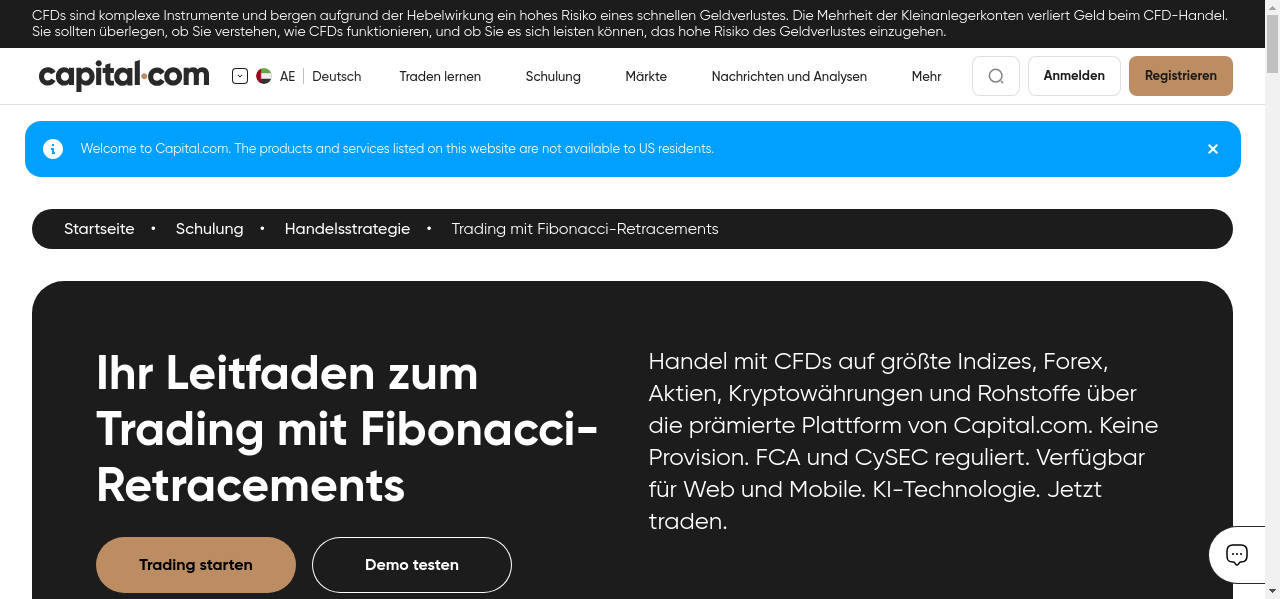 CFDs sind komplexe Instrumente und bergen aufgrund der Hebelwirkung ein hohes Risiko eines schnellen Geldverlustes. Die Mehrheit der Kleinanlegerkonten verliert Geld beim CFD-Handel.
Sie sollten überlegen, ob Sie verstehen, wie CFDs funktionieren, und ob Sie es sich leisten können, das hohe Risiko des Geldverlustes einzugehen.
capital.com AE Deutsch Traden lernen Schulung Märkte Nachrichten und Analysen Mehr Anmelden Registrieren
Welcome to Capital.com. The products and services listed on this website are not available to US residents.
Startseite • Schulung • Handelsstrategie • Trading mit Fibonacci-Retracements
Ihr Leitfaden zum
Trading mit Fibonacci-
Retracements
Handel mit CFDs auf größte Indizes, Forex,
Aktien, Kryptowährungen und Rohstoffe über
die prämierte Plattform von Capital.com. Keine
Provision. FCA und CySEC reguliert. Verfügbar
für Web und Mobile. KI-Technologie. Jetzt
traden.
Trading starten Demo testen